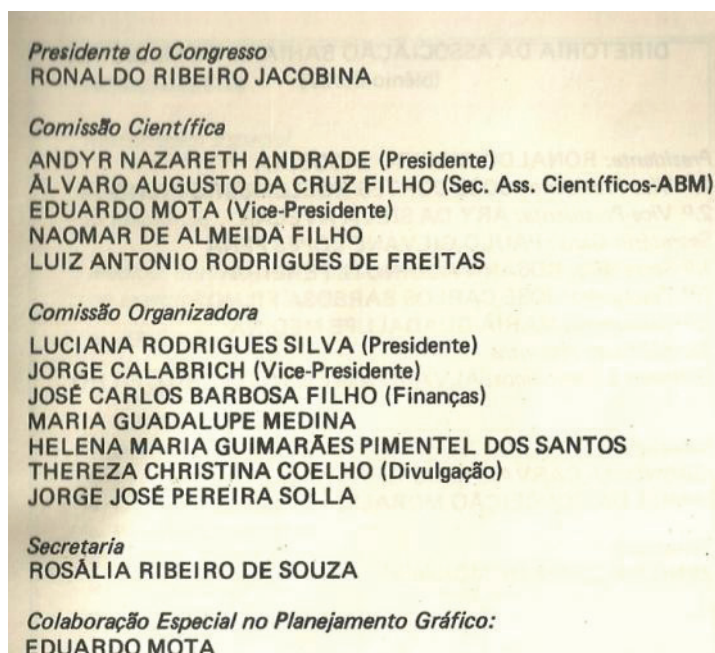 Presidente do Congresso
RONALDO RIBEIRO JACOBINA
Comissão Científica
ANDYR NAZARETH ANDRADE (Presidente)
ÁLVARO AUGUSTO DA CRUZ FILHO (Sec. Ass. Científicos-ABM)
EDUARDO MOTA (Vice-Presidente)
NAOMAR DE ALMEIDA FILHO
LUIZ ANTONIO RODRIGUES DE FREITAS
Comissão Organizadora
LUCIANA RODRIGUES SILVA (Presidente)
JORGE CALABRICH (Vice-Presidente)
JOSÉ CARLOS BARBOSA FILHO (Finanças)
MARIA GUADALUPE MEDINA
HELENA MARIA GUIMARÃES PIMENTEL DOS SANTOS
THEREZA CHRISTINA COELHO (Divulgação)
JORGE JOSÉ PEREIRA SOLLA
Secretaria
ROSÁLIA RIBEIRO DE SOUZA
Colaboração Especial no Planejamento Gráfico:
EDUARDO MOTA